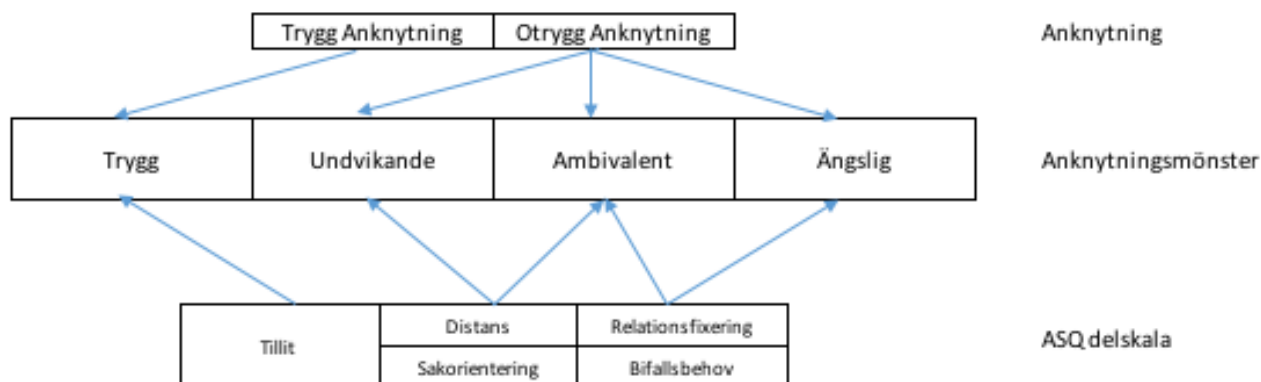 Trygg Anknytning Otrygg Anknytning Anknytning
Trygg Undvikande Ambivalent Ängslig Anknytningsmönster
Tillit Distans Relationsfixering ASQ delskala
Sakorientering Bifallsbehov